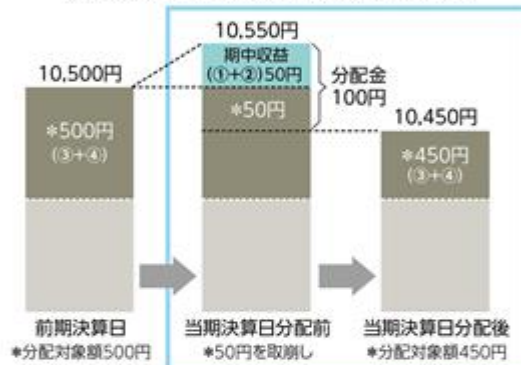 10,550円
期中収益
(①+②)50円
分配金
100円
10,500円
*50円
10,450円
*500円
(③+④)
*450円
(③+④)
前期決算日
*分配対象額500円
当期決算日分配前
*50円を取崩し
当期決算日分配後
*分配対象額450円